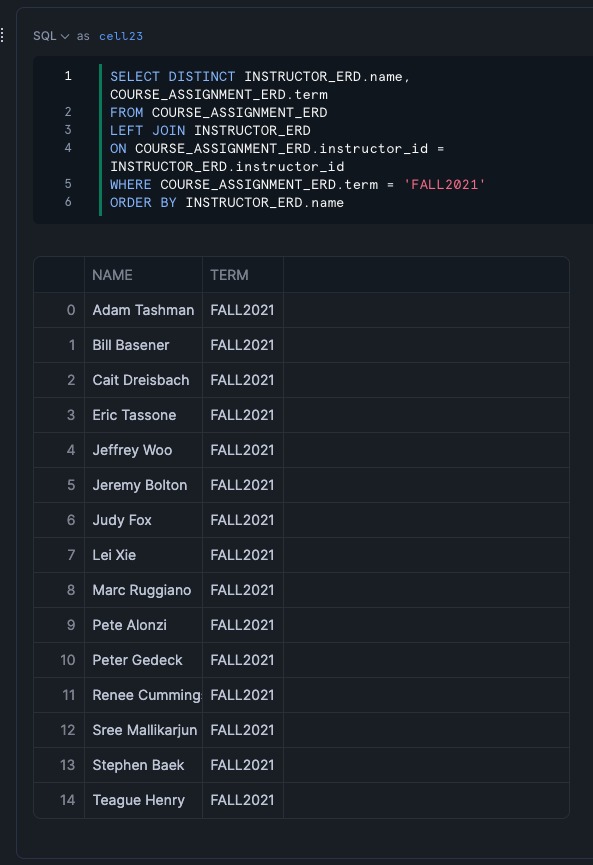 SQL as cell23
1 SELECT DISTINCT INSTRUCTOR_ERD.name,
COURSE_ASSIGNMENT_ERD.term
2 FROM COURSE_ASSIGNMENT_ERD
3 LEFT JOIN INSTRUCTOR_ERD
4 ON COURSE_ASSIGNMENT_ERD.instructor_id =
INSTRUCTOR_ERD.instructor_id
5 WHERE COURSE_ASSIGNMENT_ERD.term = 'FALL2021'
6 ORDER BY INSTRUCTOR_ERD.name
NAME TERM
0 Adam Tashman FALL2021
1 Bill Basener FALL2021
2 Cait Dreisbach FALL2021
3 Eric Tassone FALL2021
4 Jeffrey Woo FALL2021
5 Jeremy Bolton FALL2021
6 Judy Fox FALL2021
7 Lei Xie FALL2021
8 Marc Ruggiano FALL2021
9 Pete Alonzi FALL2021
10 Peter Gedeck FALL2021
11 Renee Cummings FALL2021
12 Sree Mallikarjun FALL2021
13 Stephen Baek FALL2021
14 Teague Henry FALL2021